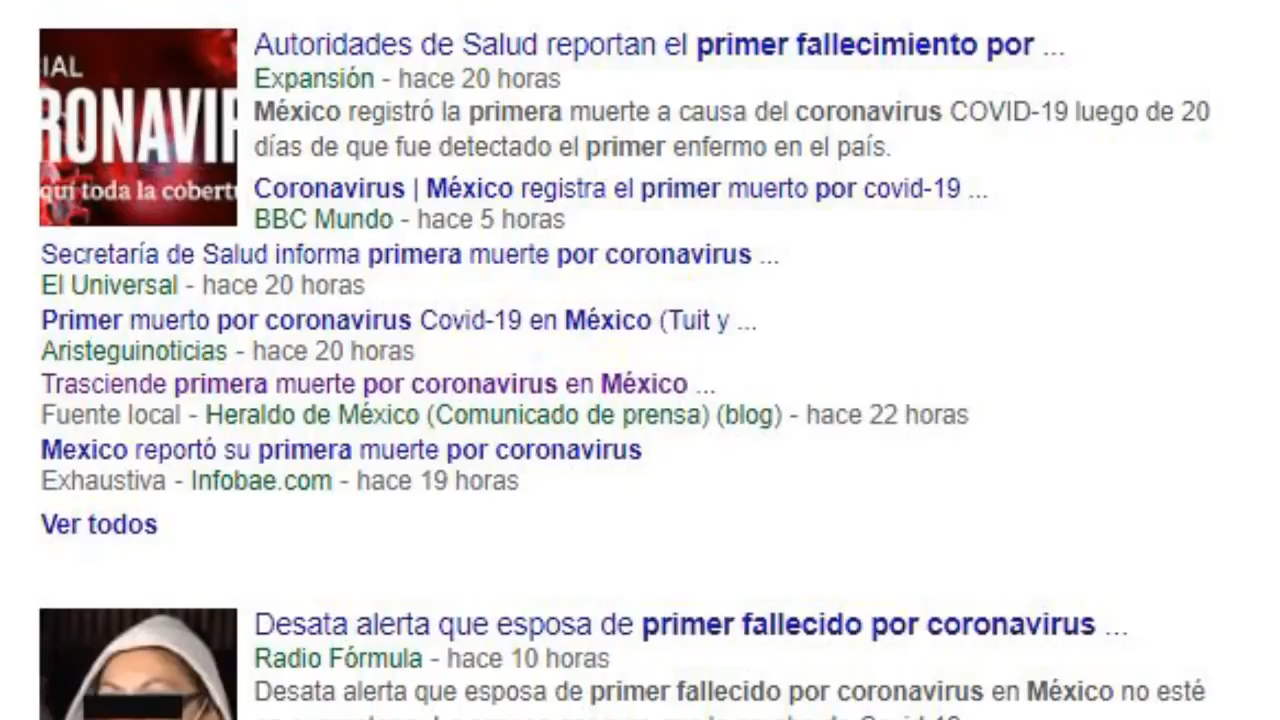 IAL
RONAVIR
quí toda la cobertu
Autoridades de Salud reportan el primer fallecimiento por ...
Expansión - hace 20 horas
México registró la primera muerte a causa del coronavirus COVID-19 luego de 20
días de que fue detectado el primer enfermo en el país.
Coronavirus | México registra el primer muerto por covid-19 ...
BBC Mundo - hace 5 horas
Secretaría de Salud informa primera muerte por coronavirus ...
El Universal - hace 20 horas
Primer muerto por coronavirus Covid-19 en México (Tuit y ...
Aristeguinoticias - hace 20 horas
Trasciende primera muerte por coronavirus en México ...
Fuente local - Heraldo de México (Comunicado de prensa) (blog) - hace 22 horas
Mexico reportó su primera muerte por coronavirus
Exhaustiva - Infobae.com - hace 19 horas
Ver todos
Desata alerta que esposa de primer fallecido por coronavirus ...
Radio Fórmula - hace 10 horas
Desata alerta que esposa de primer fallecido por coronavirus en México no esté